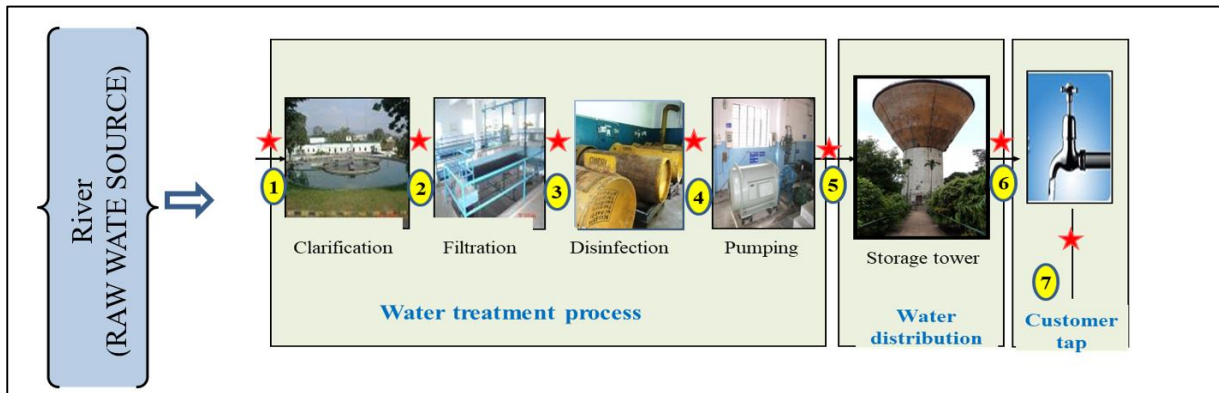 River
(RAW WATE SOURCE)
1
2
3
4
5
6
7
Clarification
Filtration
Disinfection
Pumping
Storage tower
Water treatment process
Water
distribution
Customer
tap